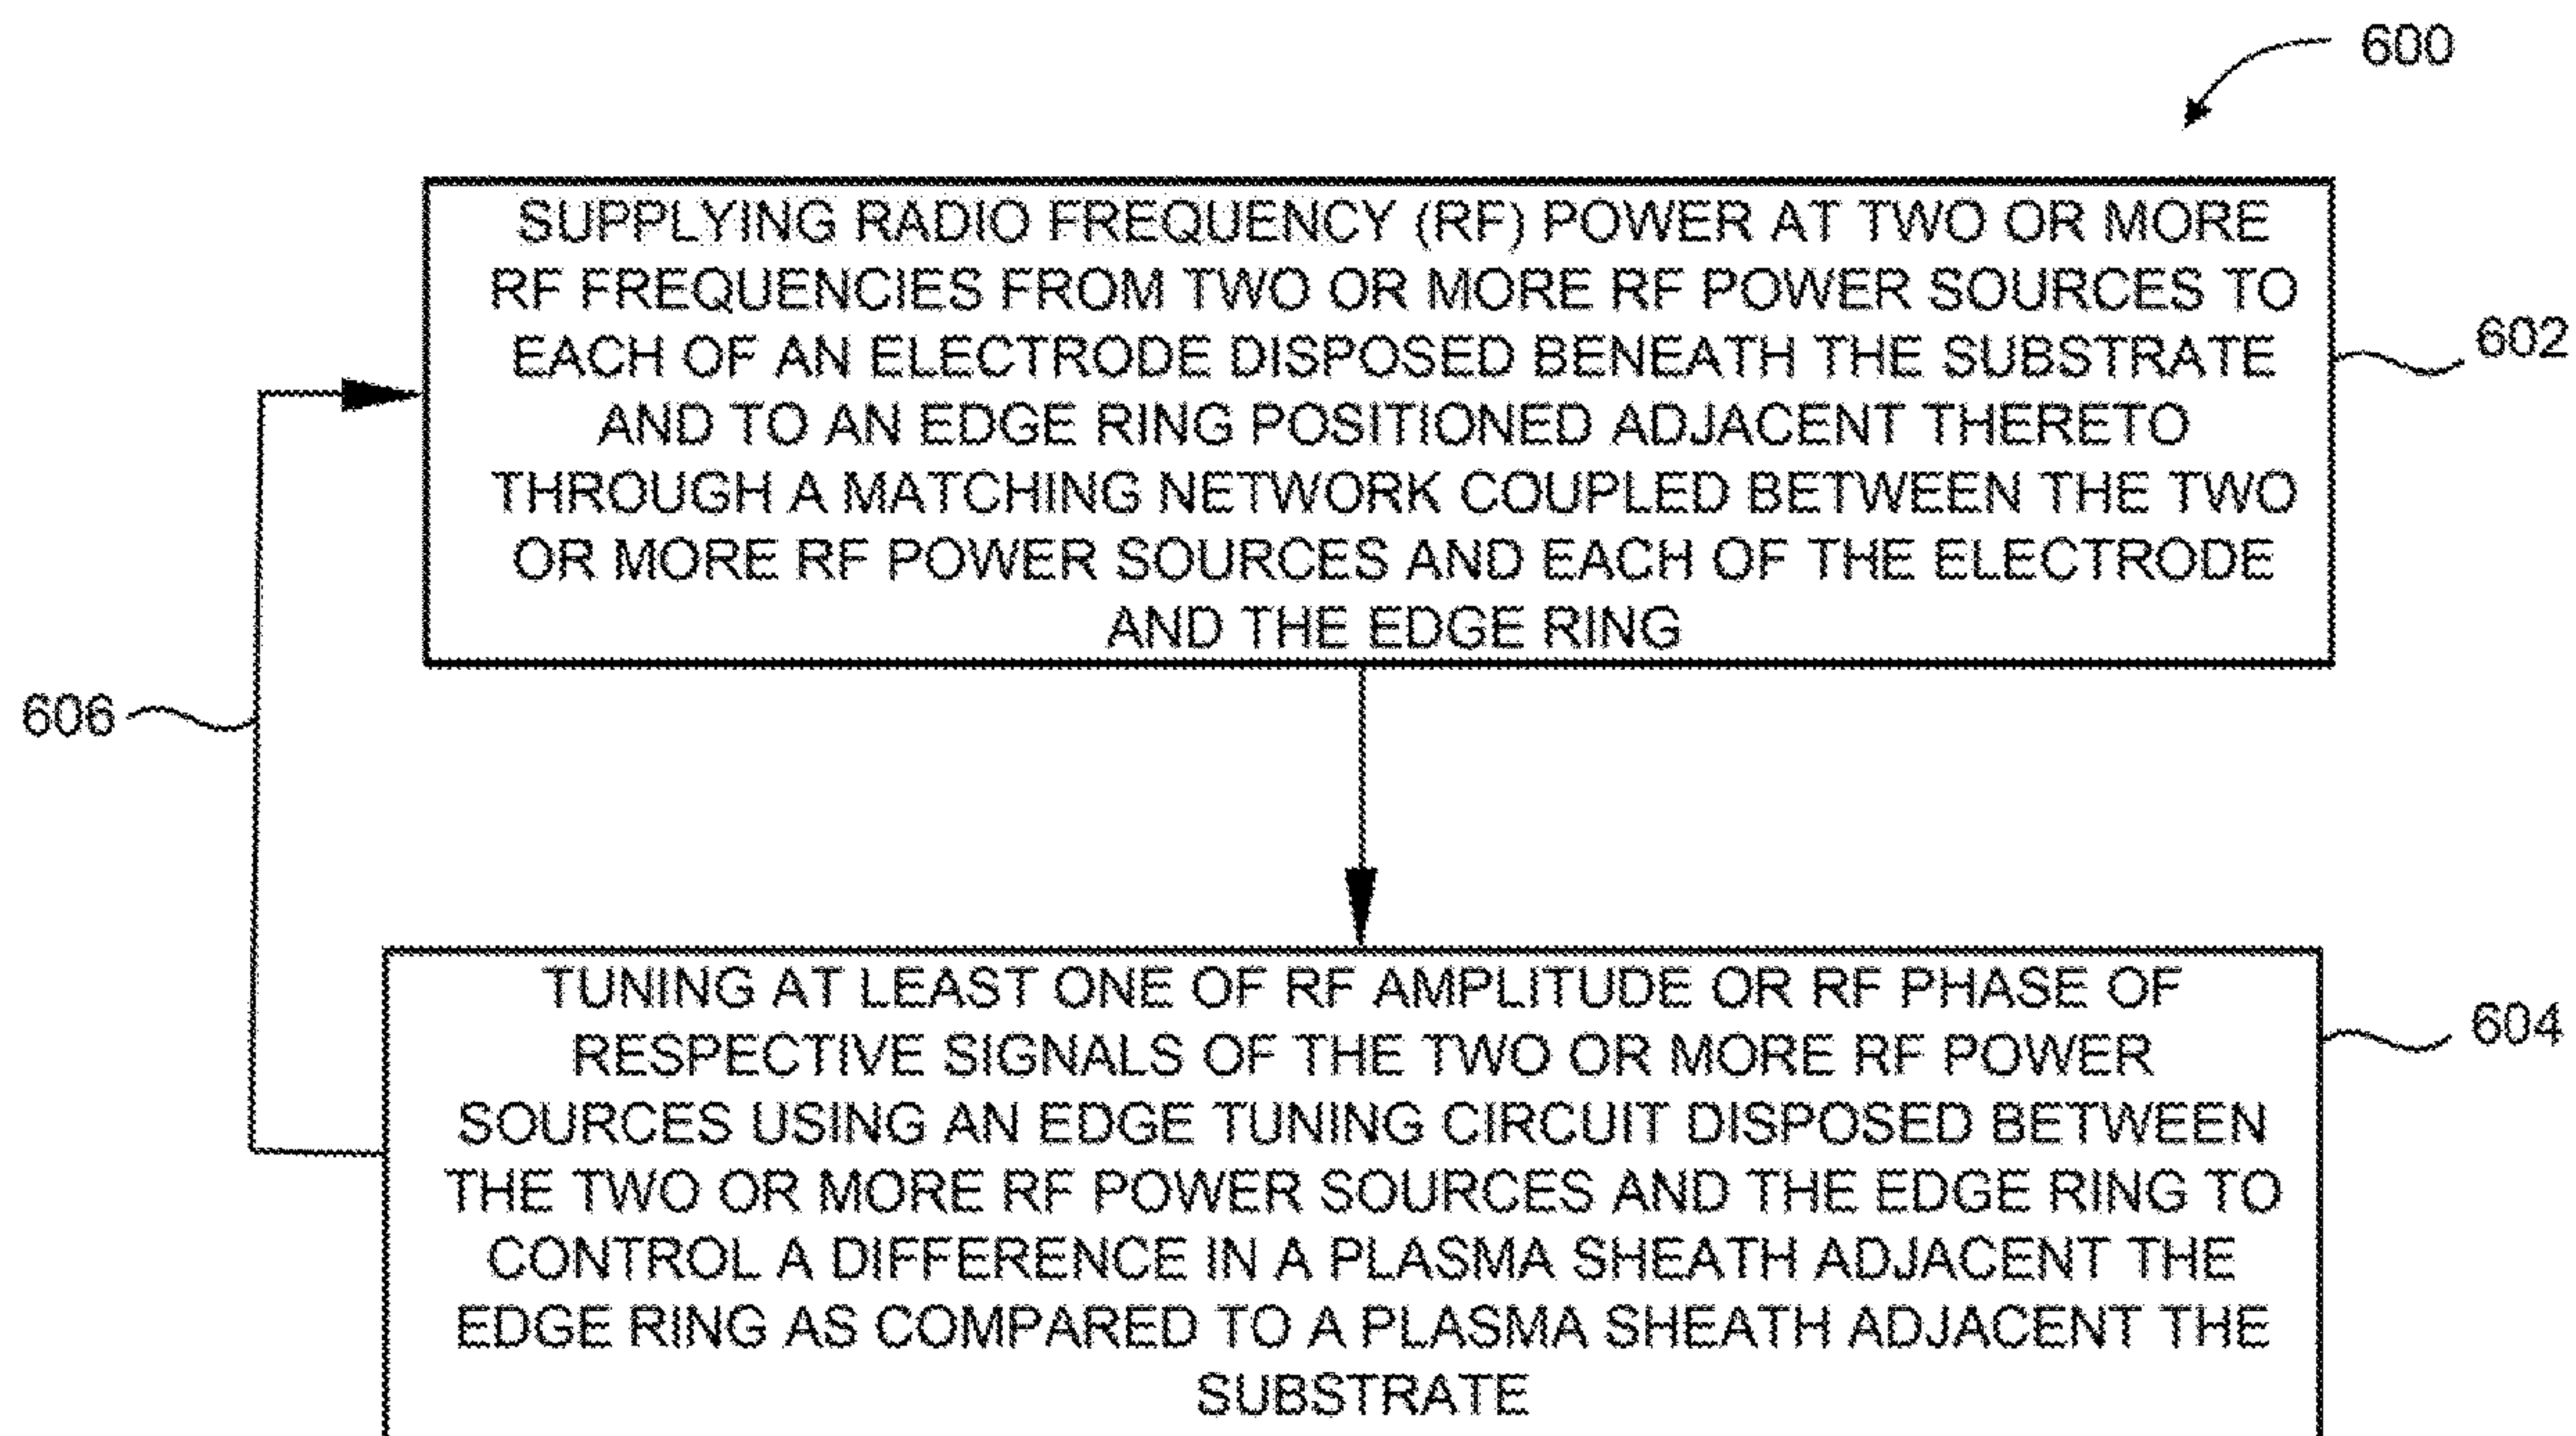 600
SUPPLYING RADIO FREQUENCY (RF) POWER AT TWO OR MORE
RF FREQUENCIES FROM TWO OR MORE RF POWER SOURCES TO
EACH OF AN ELECTRODE DISPOSED BENEATH THE SUBSTRATE
AND TO AN EDGE RING POSITIONED ADJACENT THERETO
THROUGH A MATCHING NETWORK COUPLED BETWEEN THE TWO
OR MORE RF POWER SOURCES AND EACH OF THE ELECTRODE
AND THE EDGE RING
602
606
TUNING AT LEAST ONE OF RF AMPLITUDE OR RF PHASE OF
RESPECTIVE SIGNALS OF THE TWO OR MORE RF POWER
SOURCES USING AN EDGE TUNING CIRCUIT DISPOSED BETWEEN
THE TWO OR MORE RF POWER SOURCES AND THE EDGE RING TO
CONTROL A DIFFERENCE IN A PLASMA SHEATH ADJACENT THE
EDGE RING AS COMPARED TO A PLASMA SHEATH ADJACENT THE
SUBSTRATE
604